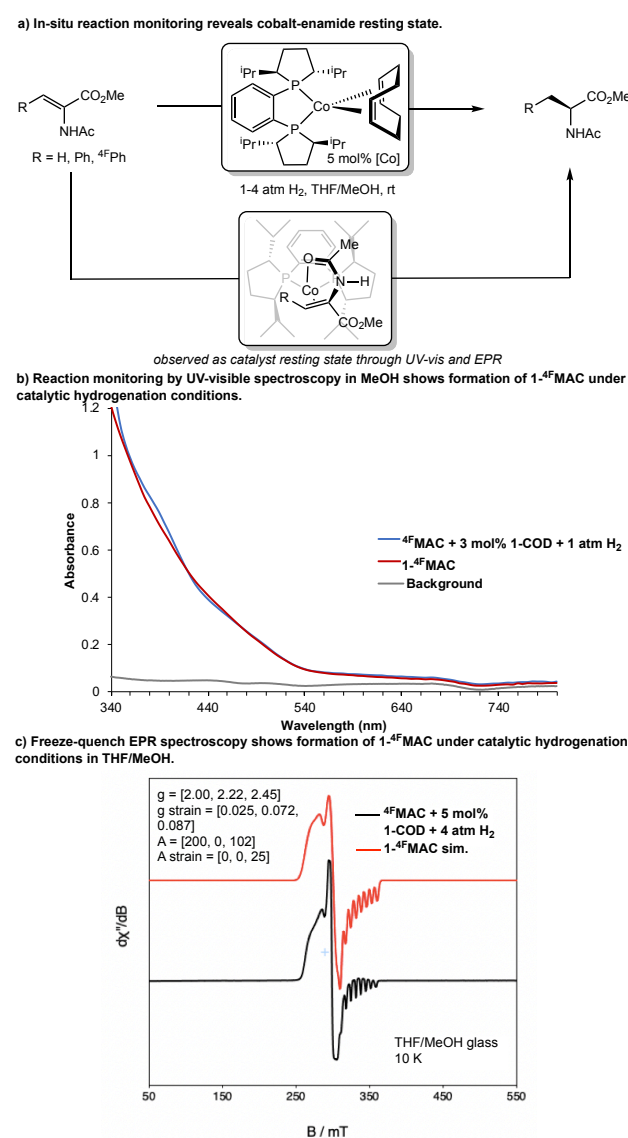 a) In-situ reaction monitoring reveals cobalt-enamide resting state.
R
CO2Me
NHAc
R = H, Ph, 4FPh
iPr
iPr
P
Co
P
iPr
iPr
5 mol% [Co]
1-4 atm H2, THF/MeOH, rt
R
CO2Me
NHAc
Me
O
P
P
N–H
Co
R
CO2Me
observed as catalyst resting state through UV-vis and EPR
b) Reaction monitoring by UV-visible spectroscopy in MeOH shows formation of 1-4FMAC under
catalytic hydrogenation conditions.
1.2
1
0.8
0.6
0.4
0.2
0
Absorbance
340
440
540
640
740
Wavelength (nm)
4FMAC + 3 mol% 1-COD + 1 atm H2
1-4FMAC
Background
c) Freeze-quench EPR spectroscopy shows formation of 1-4FMAC under catalytic hydrogenation
conditions in THF/MeOH.
g = [2.00, 2.22, 2.45]
g strain = [0.025, 0.072,
0.087]
A = [200, 0, 102]
A strain = [0, 0, 25]
4FMAC + 5 mol%
1-COD + 4 atm H2
1-4FMAC sim.
dχ"/dB
THF/MeOH glass
10 K
50
150
250
350
450
550
B / mT